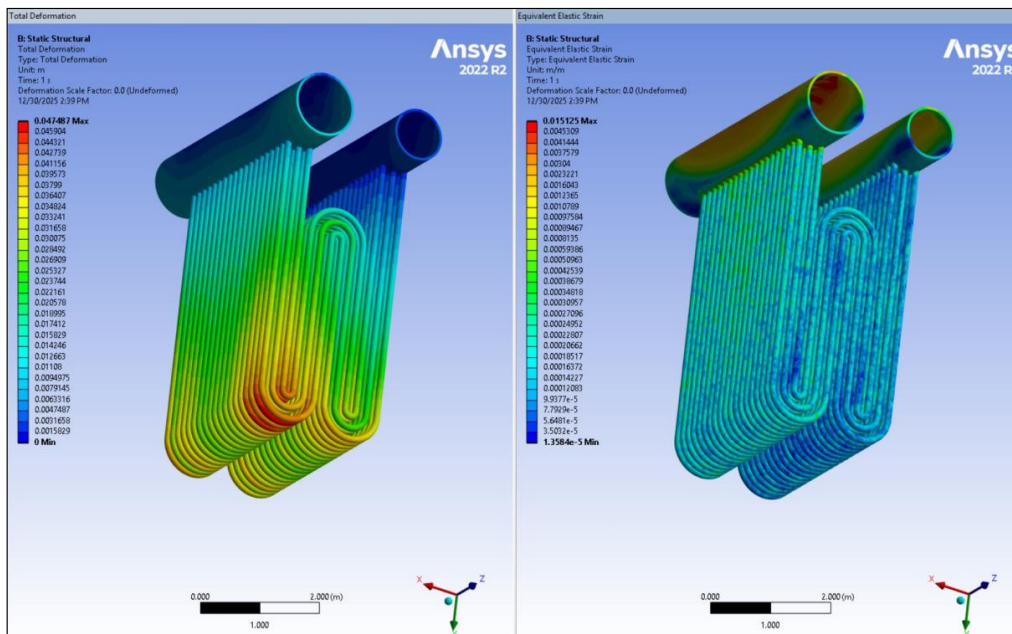 Total Deformation
B: Static Structural
Total Deformation
Type: Total Deformation
Unit: m
Time: 1 s
Deformation Scale Factor: 0.0 (Undeformed)
12/30/2025 2:39 PM
0.047487 Max
0.045904
0.044321
0.042739
0.041156
0.039573
0.03799
0.036407
0.034824
0.033241
0.031658
0.030075
0.028492
0.026909
0.025327
0.023744
0.022161
0.020578
0.018995
0.017412
0.015829
0.014246
0.012663
0.01108
0.0094975
0.0079145
0.0063316
0.0047487
0.0031658
0.0015829
0 Min
Ansys
2022 R2
0.000
2.000 (m)
1.000
X
Z
Y
Equivalent Elastic Strain
B: Static Structural
Equivalent Elastic Strain
Type: Equivalent Elastic Strain
Unit: m/m
Time: 1 s
Deformation Scale Factor: 0.0 (Undeformed)
12/30/2025 2:39 PM
0.015125 Max
0.0045309
0.0041444
0.0037579
0.00304
0.0023221
0.0016043
0.0012365
0.0010789
0.00097584
0.00089467
0.0008135
0.00059386
0.00050963
0.00042539
0.00038679
0.00034818
0.00030957
0.00027096
0.00024952
0.00022807
0.00020662
0.00018517
0.00016372
0.00014227
0.00012083
9.9377e-5
7.7929e-5
5.6481e-5
3.5032e-5
1.3584e-5 Min
Ansys
2022 R2
0.000
2.000 (m)
1.000
X
Z